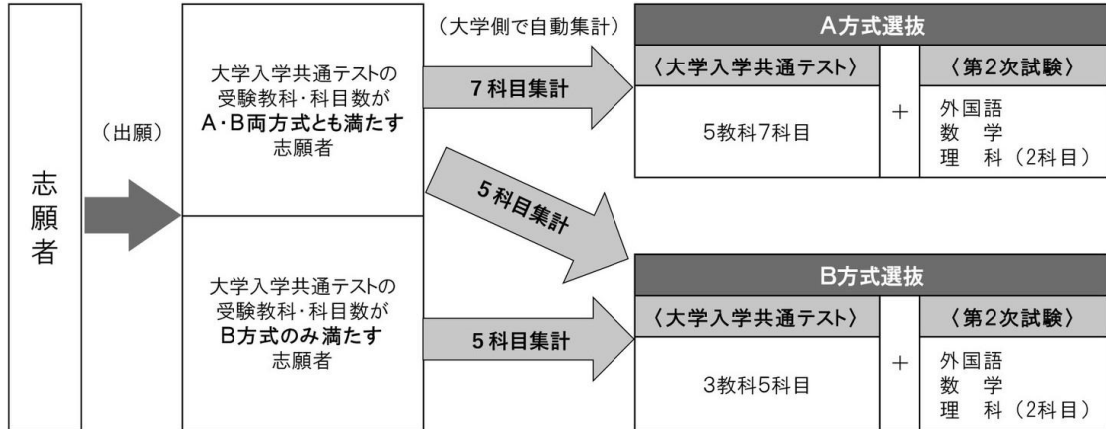 志願者
（出願）
大学入学共通テストの
受験教科・科目数が
A・B両方式とも満たす
志願者
大学入学共通テストの
受験教科・科目数が
B方式のみ満たす
志願者
（大学側で自動集計）
7科目集計
5科目集計
5科目集計
A方式選抜
〈大学入学共通テスト〉
5教科7科目
＋
〈第2次試験〉
外国語
数　学
理　科（2科目）
B方式選抜
〈大学入学共通テスト〉
3教科5科目
＋
〈第2次試験〉
外国語
数　学
理　科（2科目）